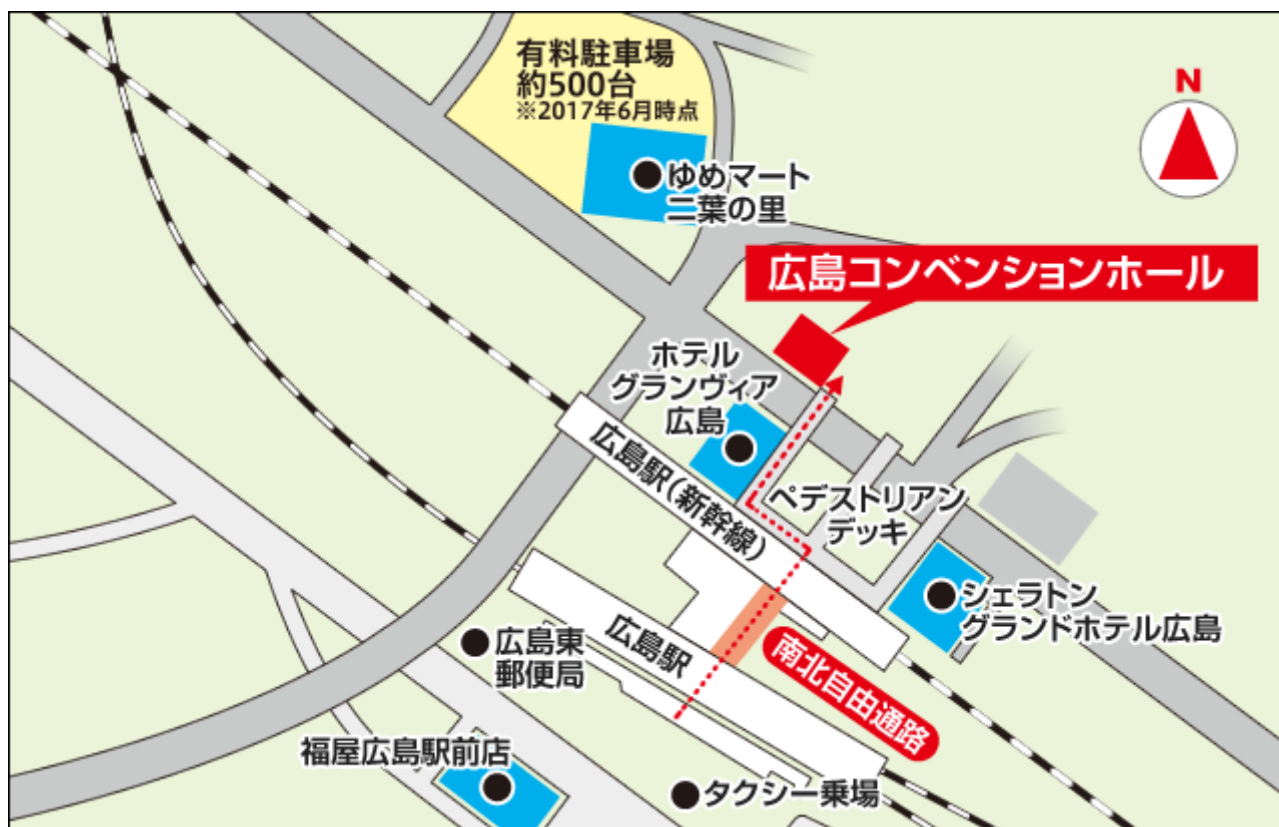 有料駐車場
約500台
※2017年6月時点
N
ゆめマート
二葉の里
広島コンベンションホール
ホテル
グランヴィア
広島
広島駅(新幹線)
ペデストリアン
デッキ
シェラトン
グランドホテル広島
広島駅
南北自由通路
広島東
郵便局
福屋広島駅前店
タクシー乗場